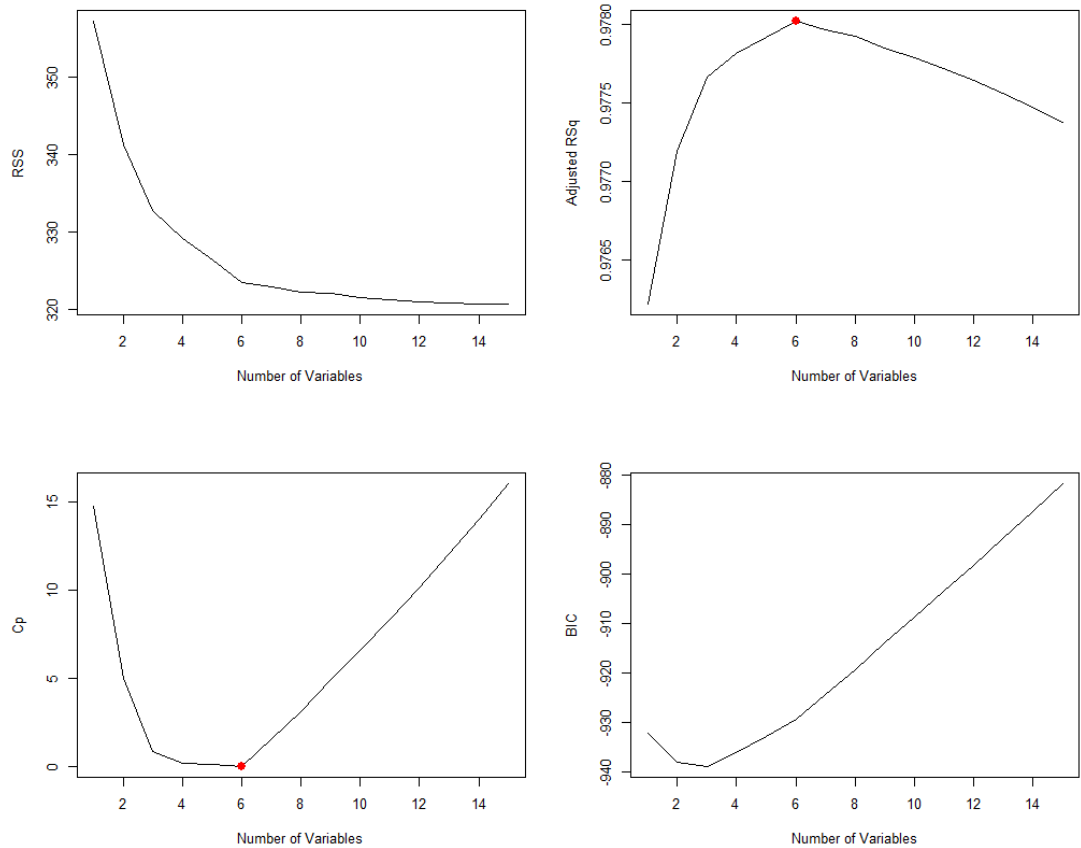 RSS
350
340
330
320
2 4 6 8 10 12 14
Number of Variables
Adjusted RSq
0.9780
0.9775
0.9770
0.9765
2 4 6 8 10 12 14
Number of Variables
Cp
15
10
5
0
2 4 6 8 10 12 14
Number of Variables
BIC
-880
-890
-900
-910
-920
-930
-940
2 4 6 8 10 12 14
Number of Variables